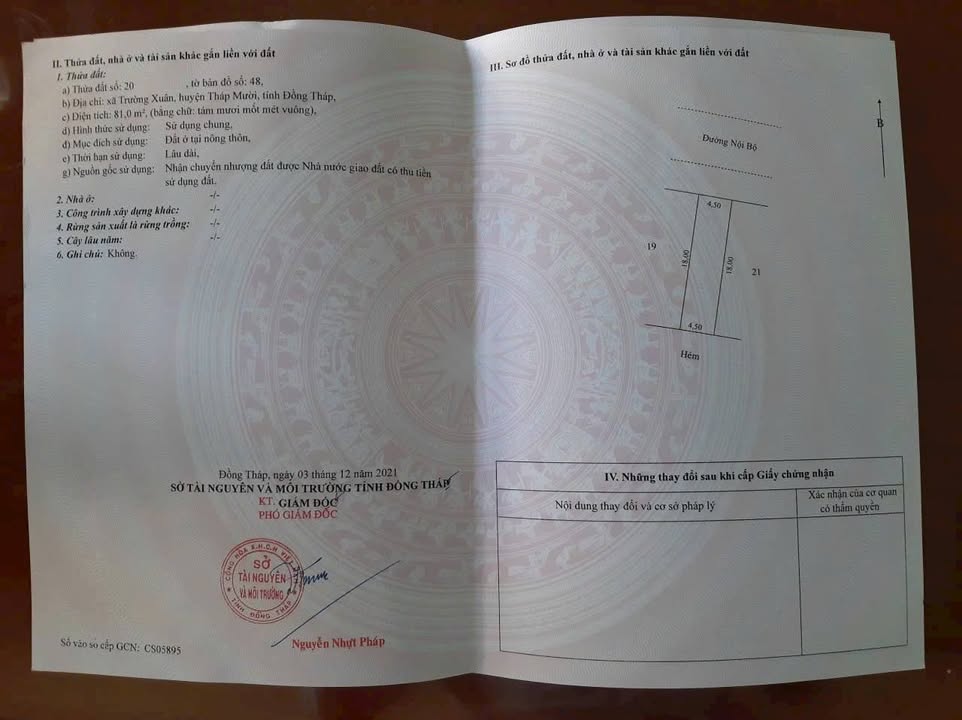 II. Thửa đất, nhà ở và tài sản khác gắn liền với đất
1. Thửa đất:
a) Thửa đất số: 20 , tờ bản đồ số: 48,
b) Địa chỉ: xã Trường Xuân, huyện Tháp Mười, tỉnh Đồng Tháp,
c) Diện tích: 81,0 m², (bằng chữ: tám mươi mốt mét vuông),
d) Hình thức sử dụng: Sử dụng chung,
đ) Mục đích sử dụng: Đất ở tại nông thôn,
e) Thời hạn sử dụng: Lâu dài,
g) Nguồn gốc sử dụng: Nhận chuyển nhượng đất được Nhà nước giao đất có thu tiền
sử dụng đất.
2. Nhà ở: -/-
3. Công trình xây dựng khác: -/-
4. Rừng sản xuất là rừng trồng: -/-
5. Cây lâu năm: -/-
6. Ghi chú: Không.
Đồng Tháp, ngày 03 tháng 12 năm 2021
SỞ TÀI NGUYÊN VÀ MÔI TRƯỜNG TỈNH ĐỒNG THÁP
KT. GIÁM ĐỐC
PHÓ GIÁM ĐỐC
CỘNG HÒA X.H.C.N VIỆT
SỞ
TÀI NGUYÊN
VÀ MÔI TRƯỜNG
TỈNH ĐỒNG THÁP
Nguyễn Nhựt Pháp
Số vào sổ cấp GCN: CS05895
III. Sơ đồ thửa đất, nhà ở và tài sản khác gắn liền với đất
B
Đường Nội Bộ
4,50
19
18,00
18,00
21
4,50
Hẻm
IV. Những thay đổi sau khi cấp Giấy chứng nhận
Nội dung thay đổi và cơ sở pháp lý
Xác nhận của cơ quan
có thẩm quyền